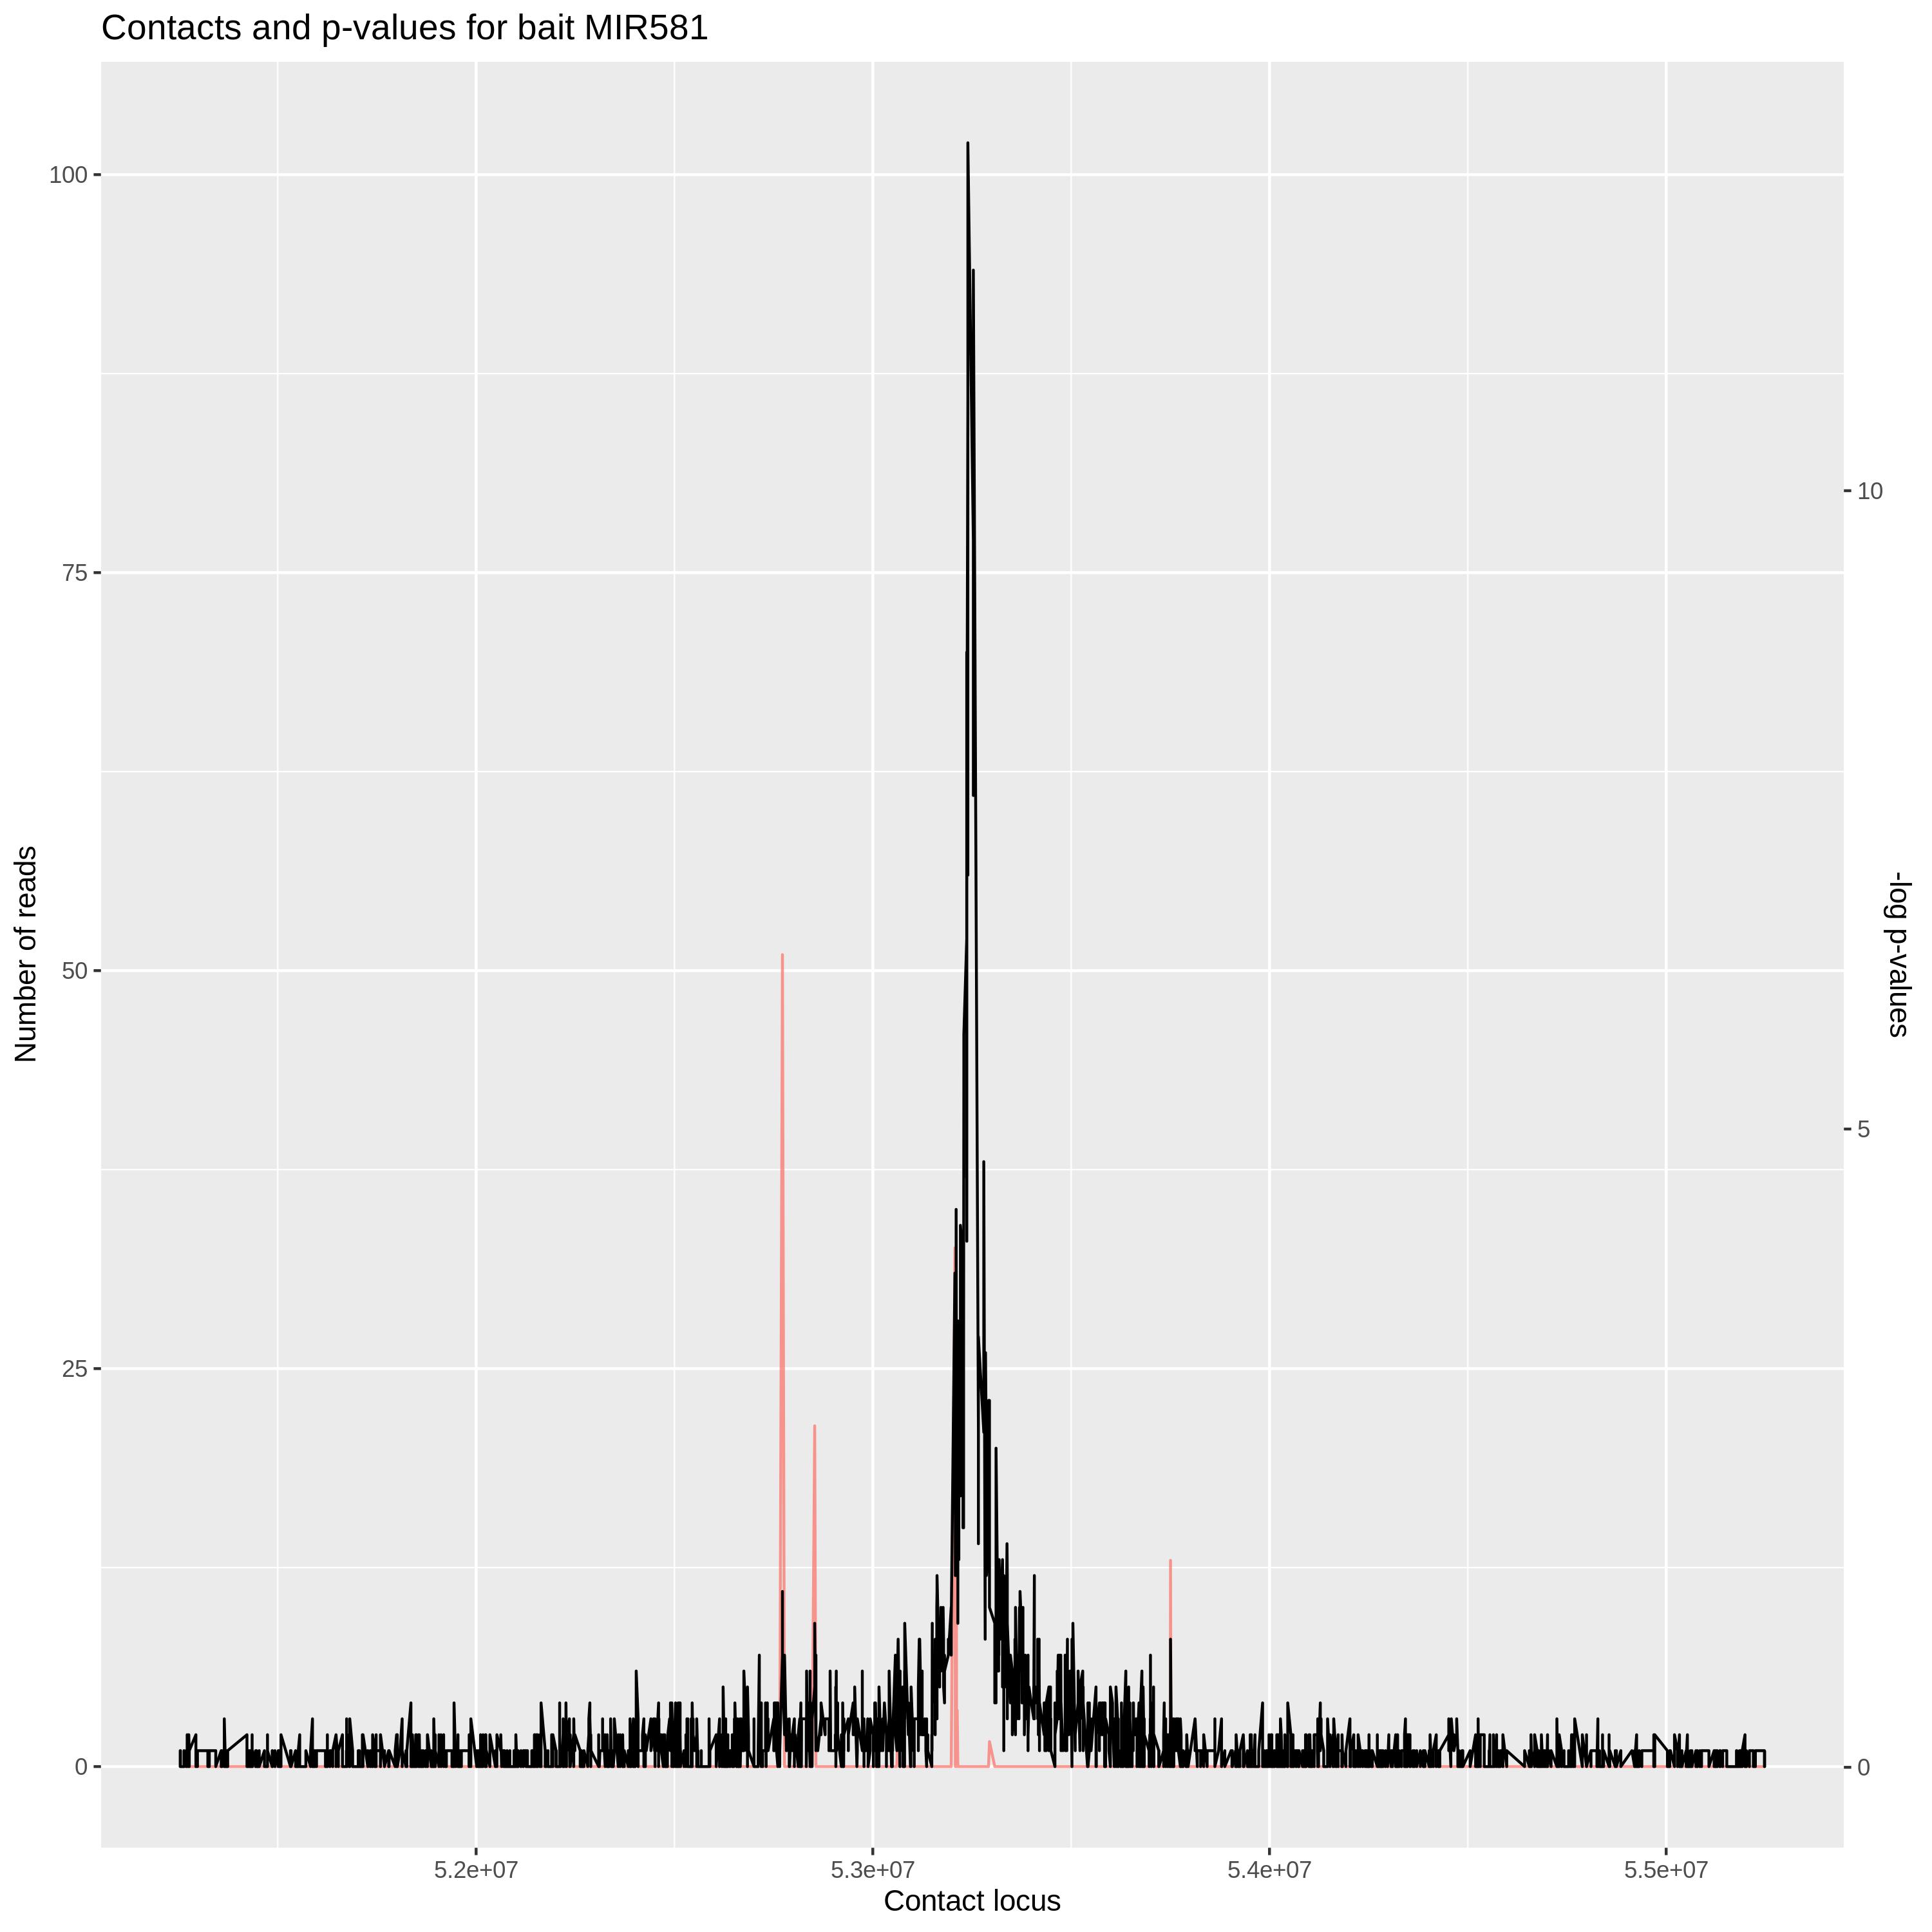 Contacts and p-values for bait MIR581
100
75
50
25
0
Number of reads
10
5
0
-log p-values
5.2e+07
5.3e+07
5.4e+07
5.5e+07
Contact locus